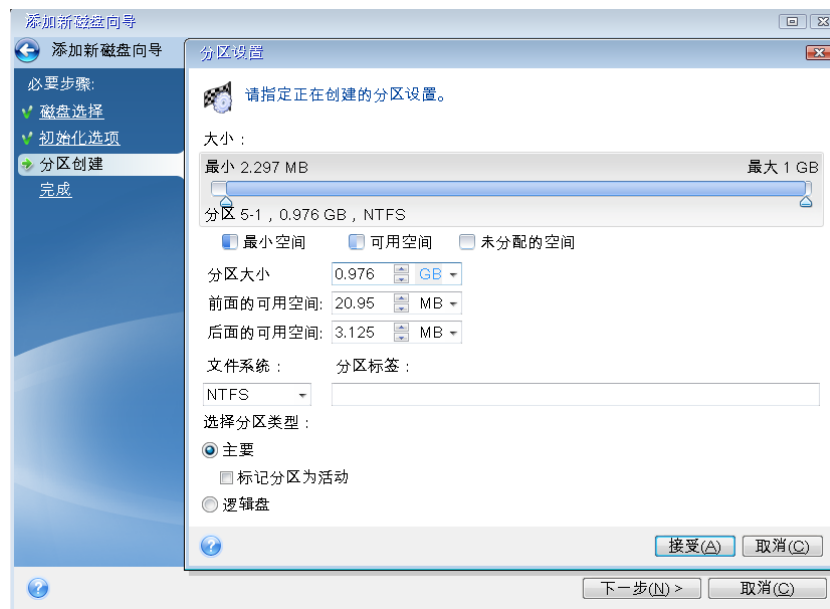 添加新磁盘向导
添加新磁盘向导
必要步骤:
磁盘选择
初始化选项
分区创建
完成
分区设置
请指定正在创建的分区设置。
大小:
最小 2.297 MB 最大 1 GB
分区 5-1 , 0.976 GB , NTFS
最小空间 可用空间 未分配的空间
分区大小 0.976 GB
前面的可用空间: 20.95 MB
后面的可用空间: 3.125 MB
文件系统: 分区标签:
NTFS
选择分区类型:
主要
标记分区为活动
逻辑盘
接受(A) 取消(C)
下一步(N) > 取消(C)